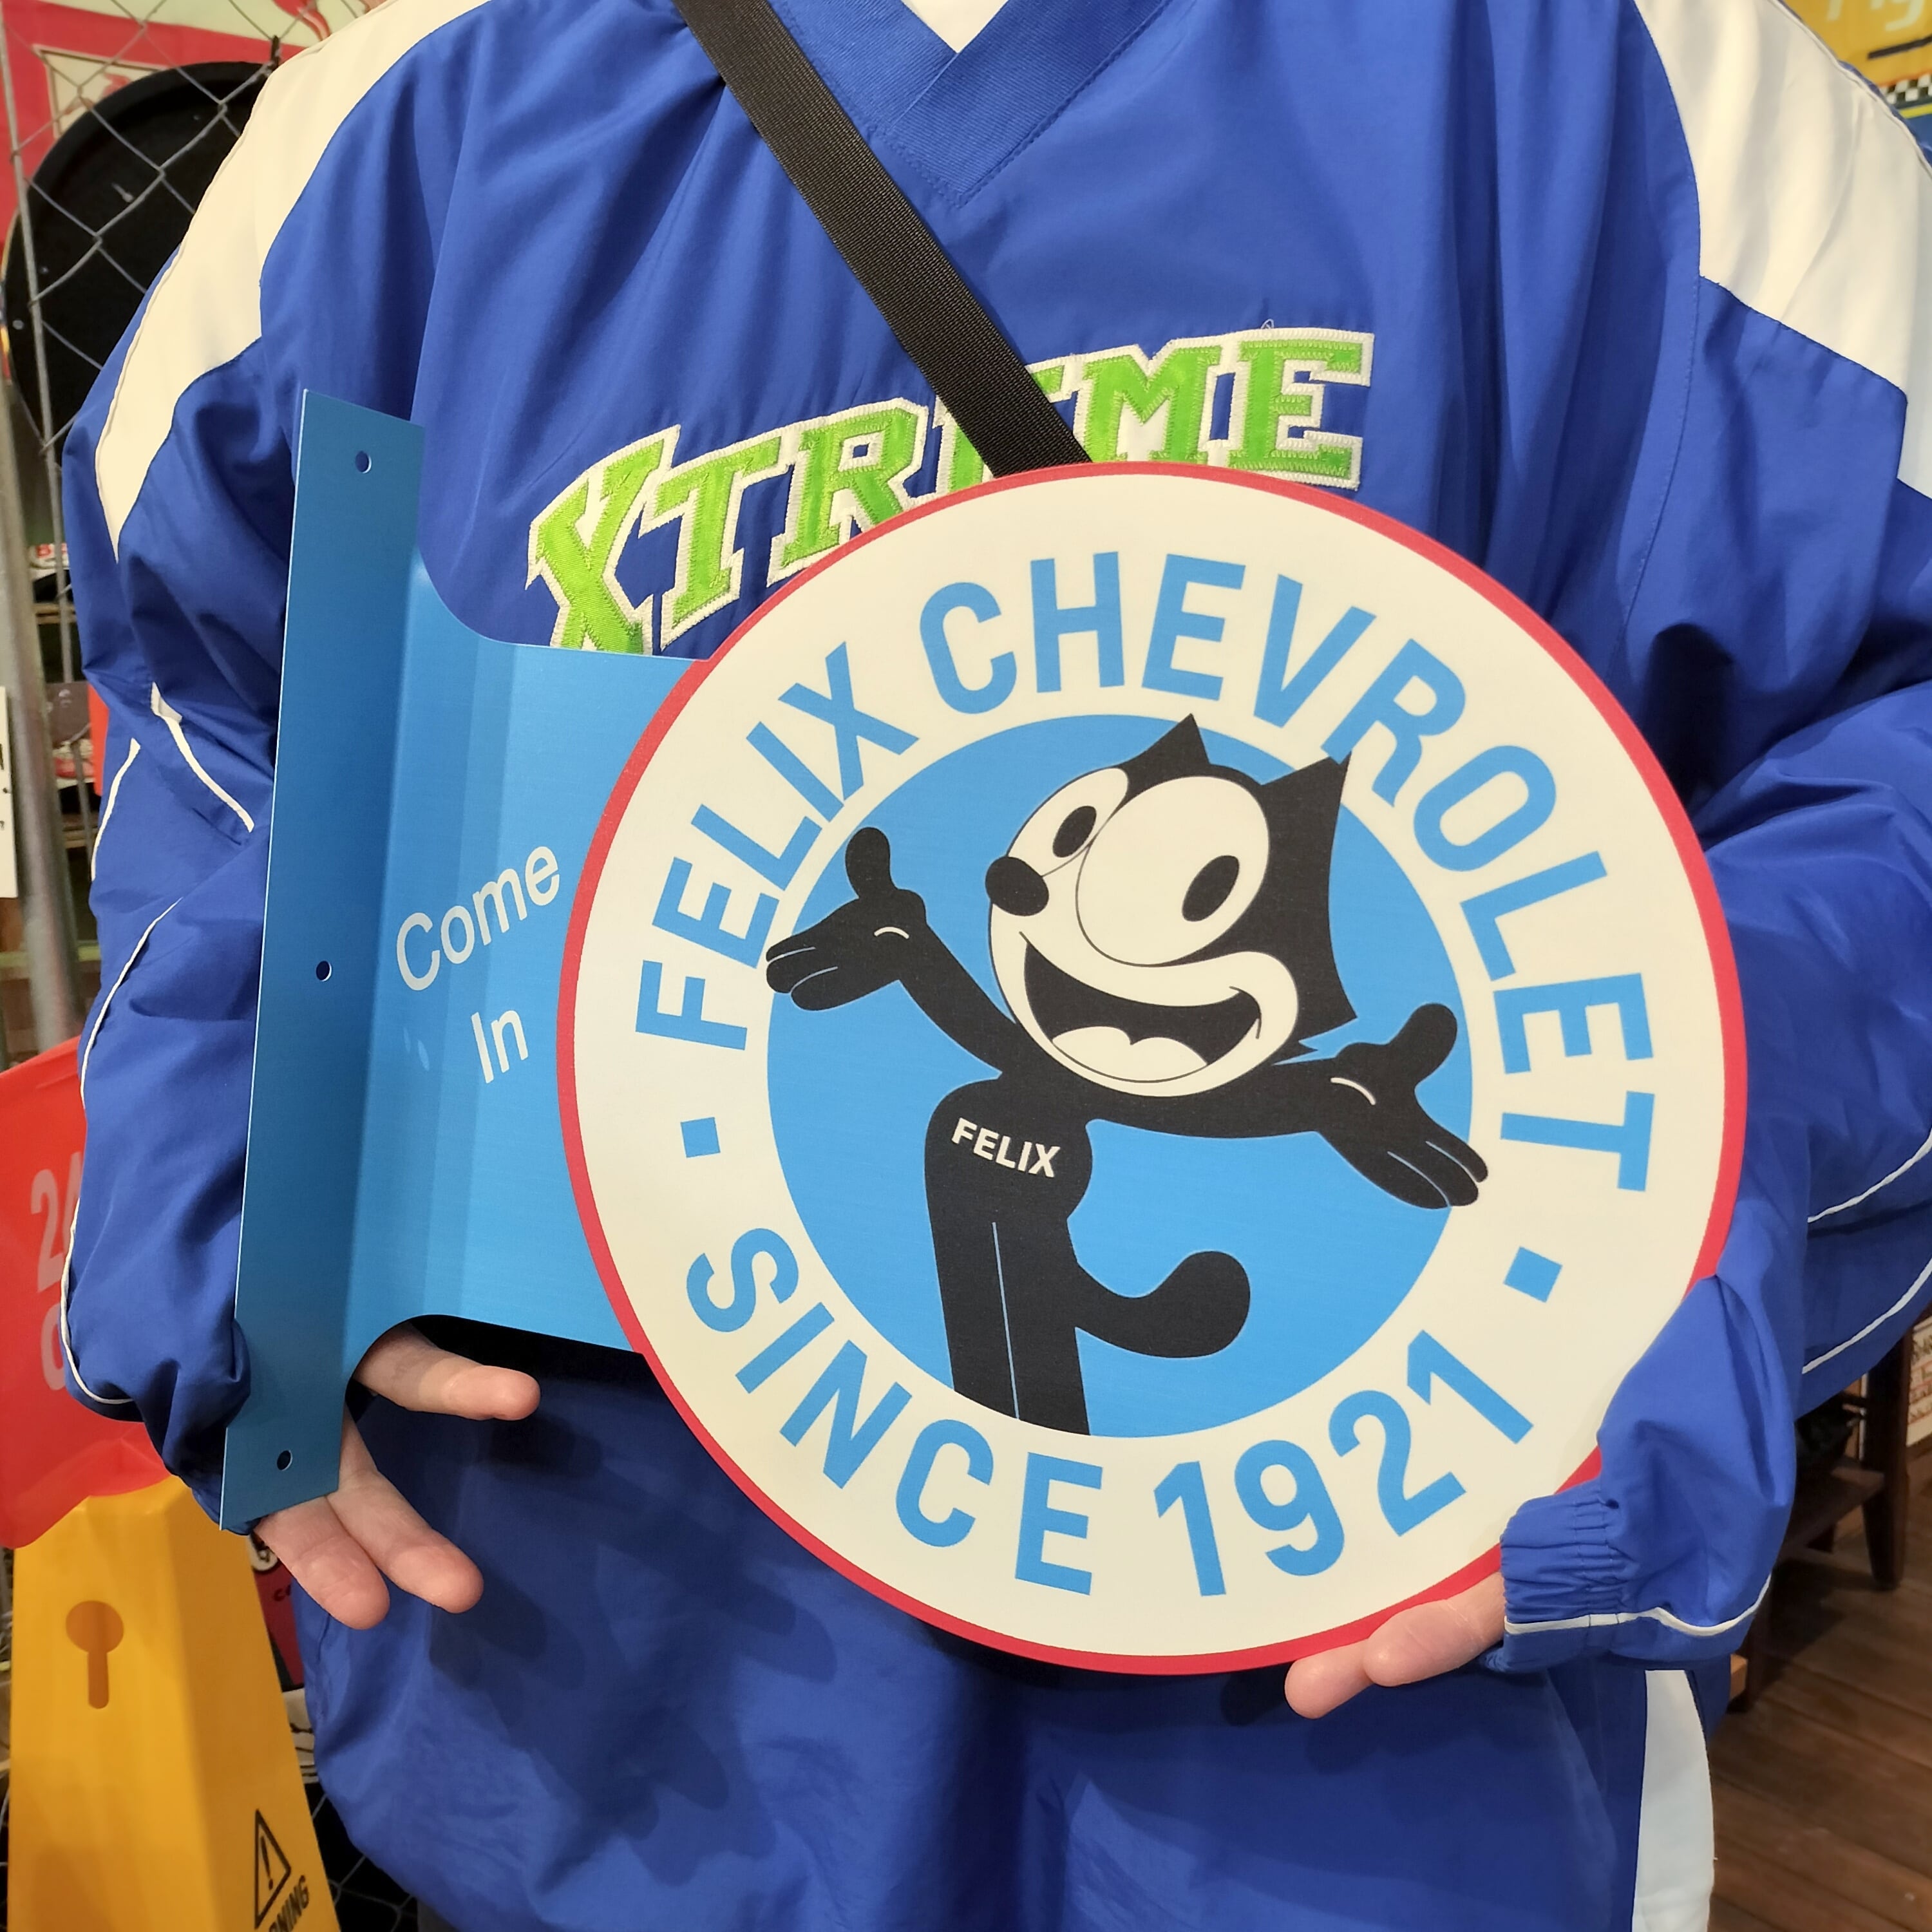 XTREME
FELIX CHEVROLET
Come
In
FELIX
SINCE 1921